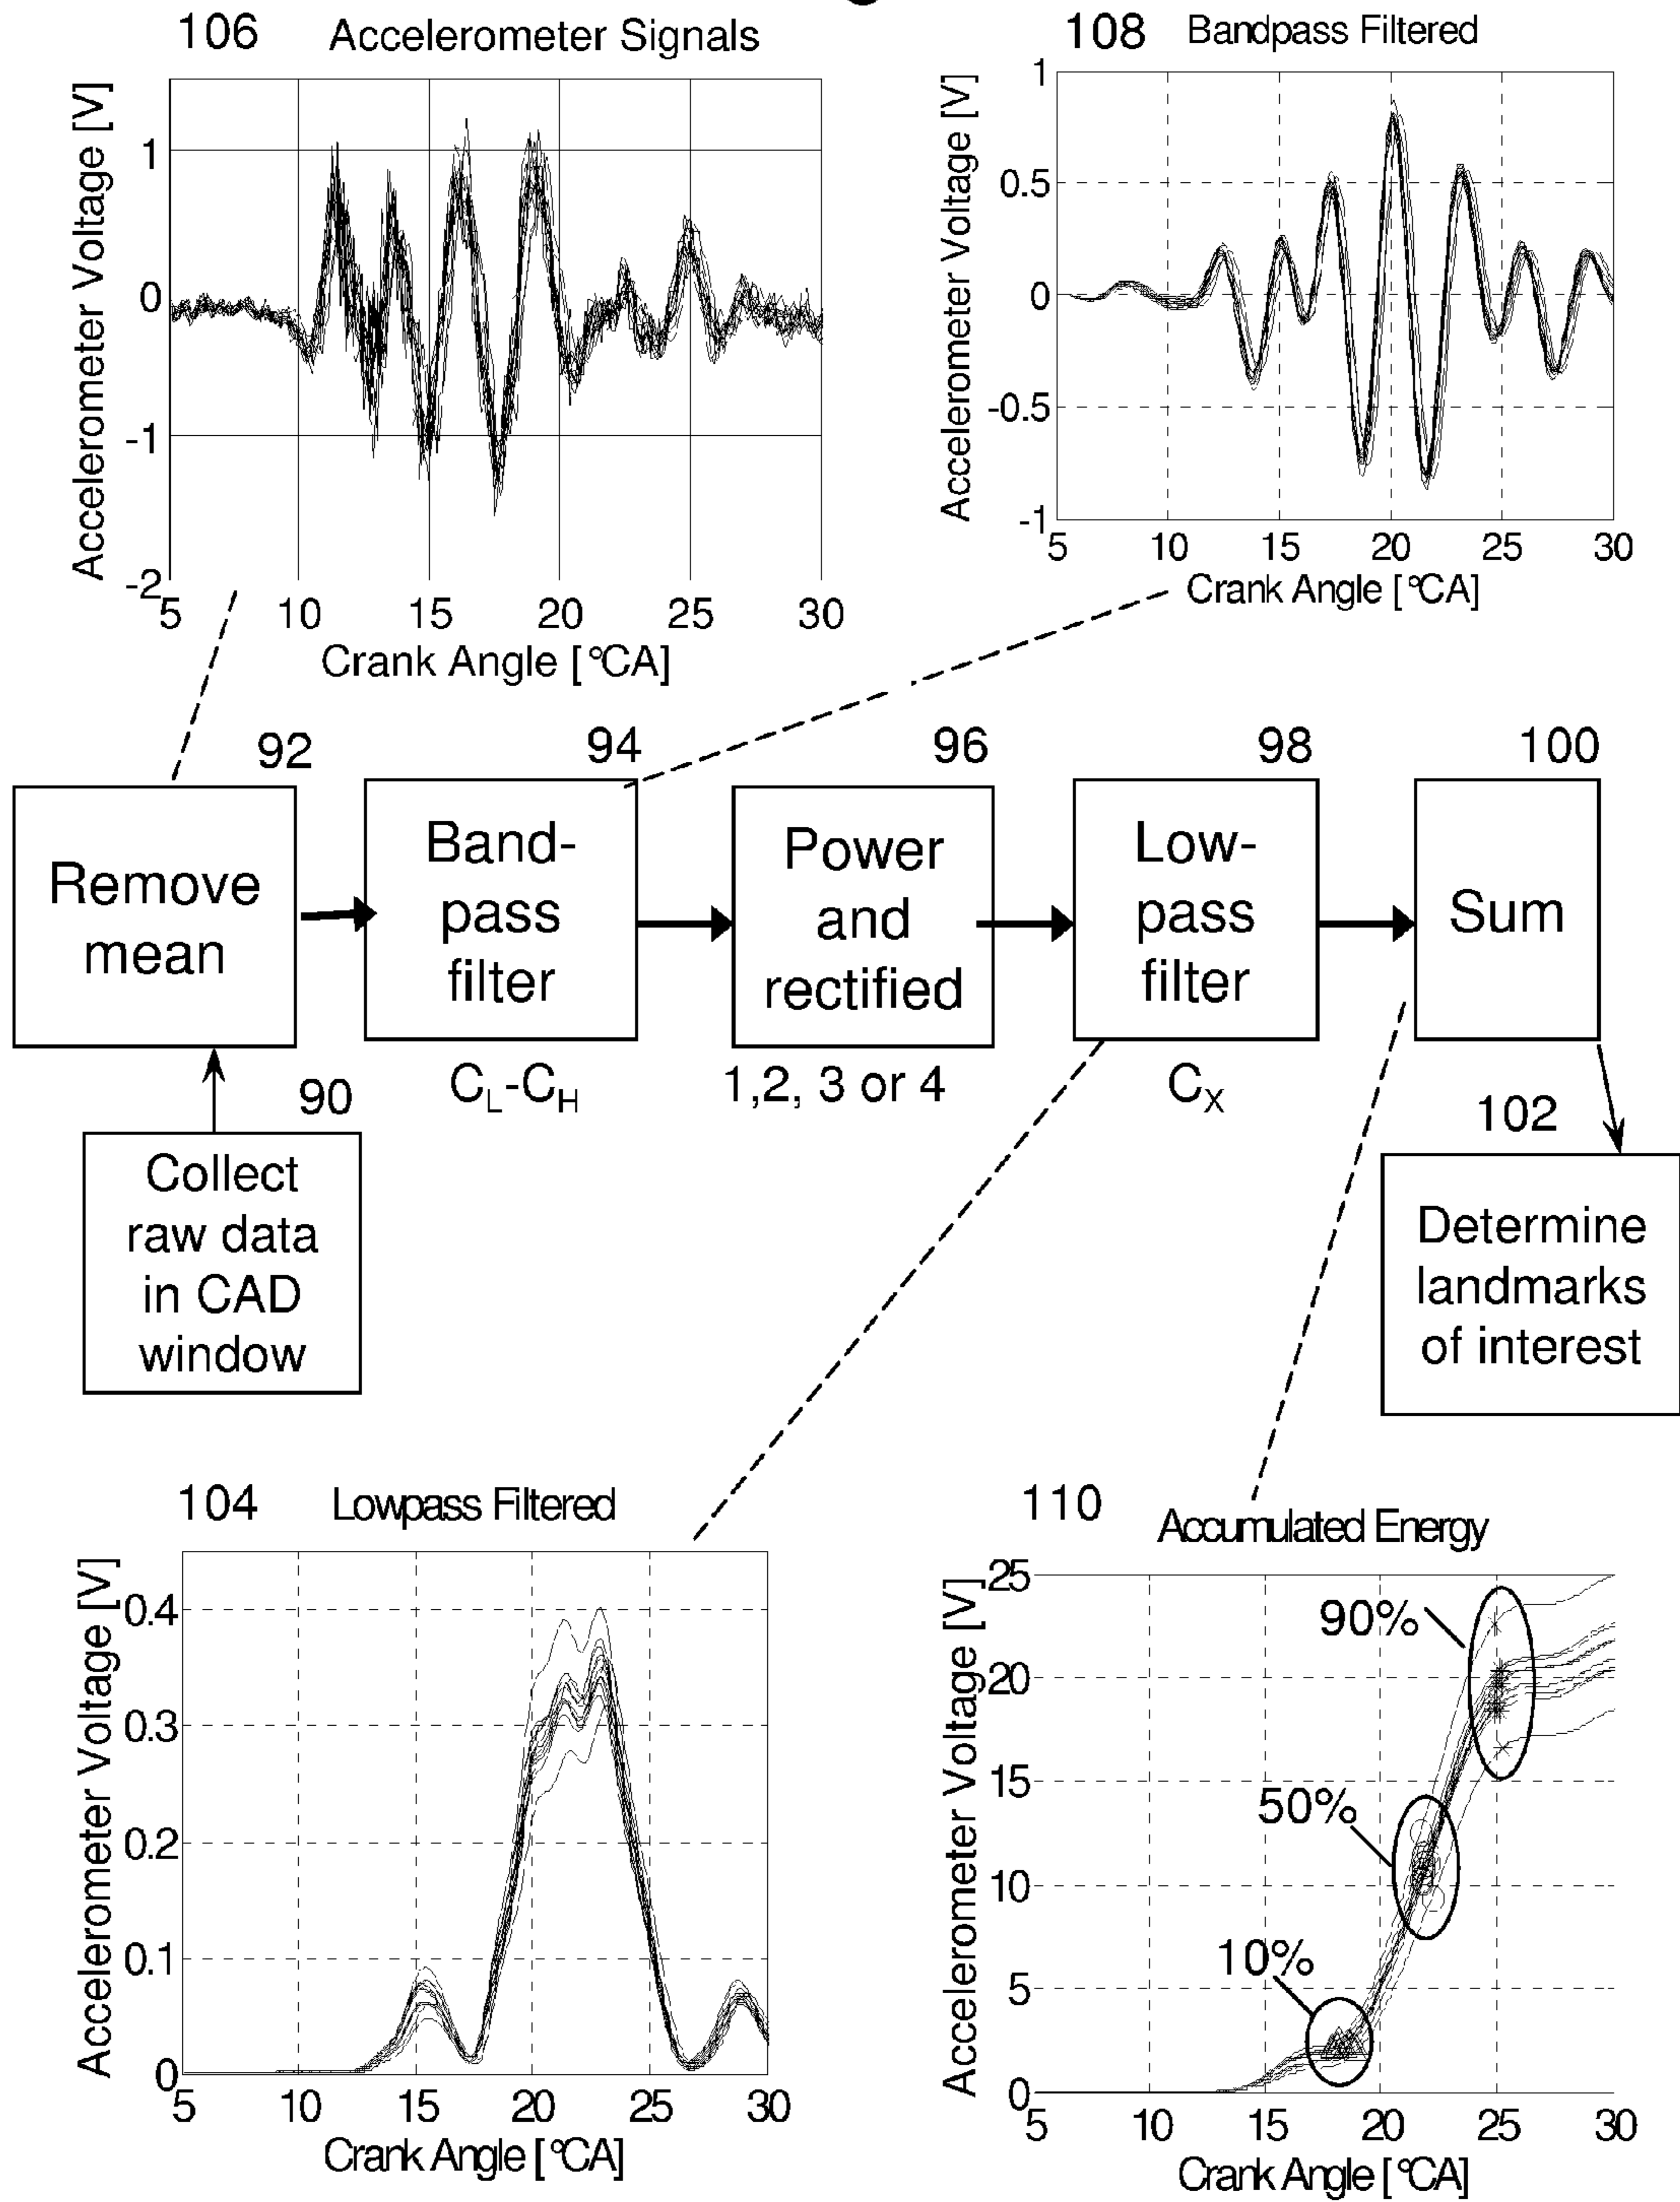 106 Accelerometer Signals
Accelerometer Voltage [V]
1
0
-1
-2
5 10 15 20 25 30
Crank Angle [°CA]
108 Bandpass Filtered
Accelerometer Voltage [V]
1
0.5
0
-0.5
-1
5 10 15 20 25 30
Crank Angle [°CA]
92
Remove
mean
94
Band-
pass
filter
C_L-C_H
96
Power
and
rectified
1,2, 3 or 4
98
Low-
pass
filter
C_X
100
Sum
90
Collect
raw data
in CAD
window
102
Determine
landmarks
of interest
104 Lowpass Filtered
Accelerometer Voltage [V]
0.4
0.3
0.2
0.1
0
5 10 15 20 25 30
Crank Angle [°CA]
110 Accumulated Energy
Accelerometer Voltage [V]
25
20
15
10
5
0
90%
50%
10%
5 10 15 20 25 30
Crank Angle [°CA]